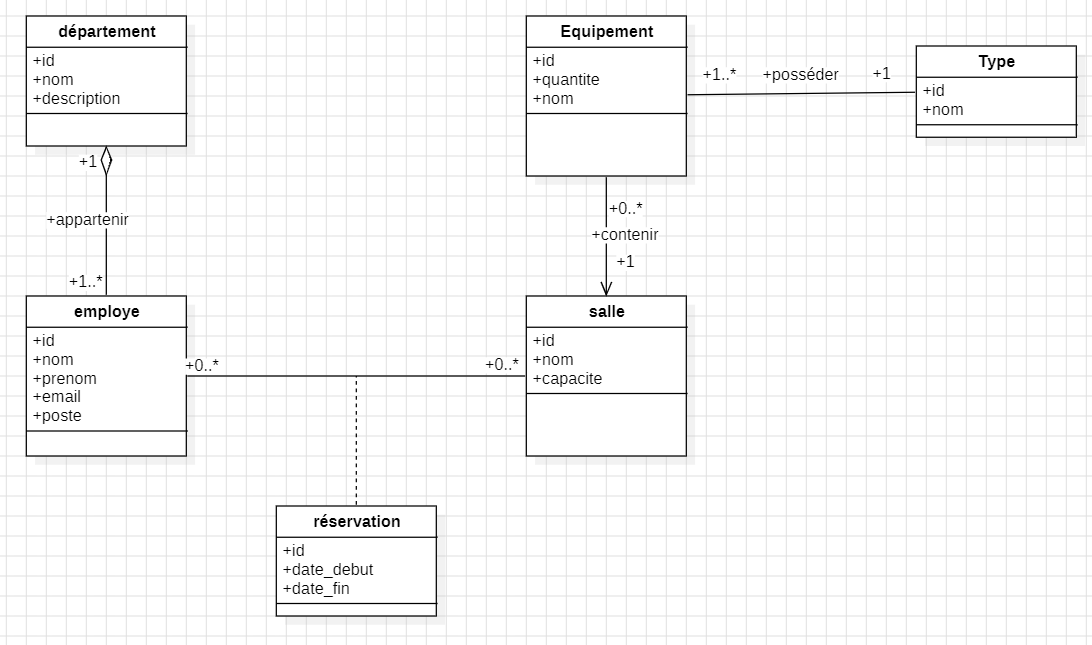 département
+id
+nom
+description
+1
+appartenir
+1..*
employe
+id
+nom
+prenom
+email
+poste
+0..*
+0..*
Equipement
+id
+quantite
+nom
+1..*
+posséder
+1
Type
+id
+nom
+0..*
+contenir
+1
salle
+id
+nom
+capacite
réservation
+id
+date_debut
+date_fin